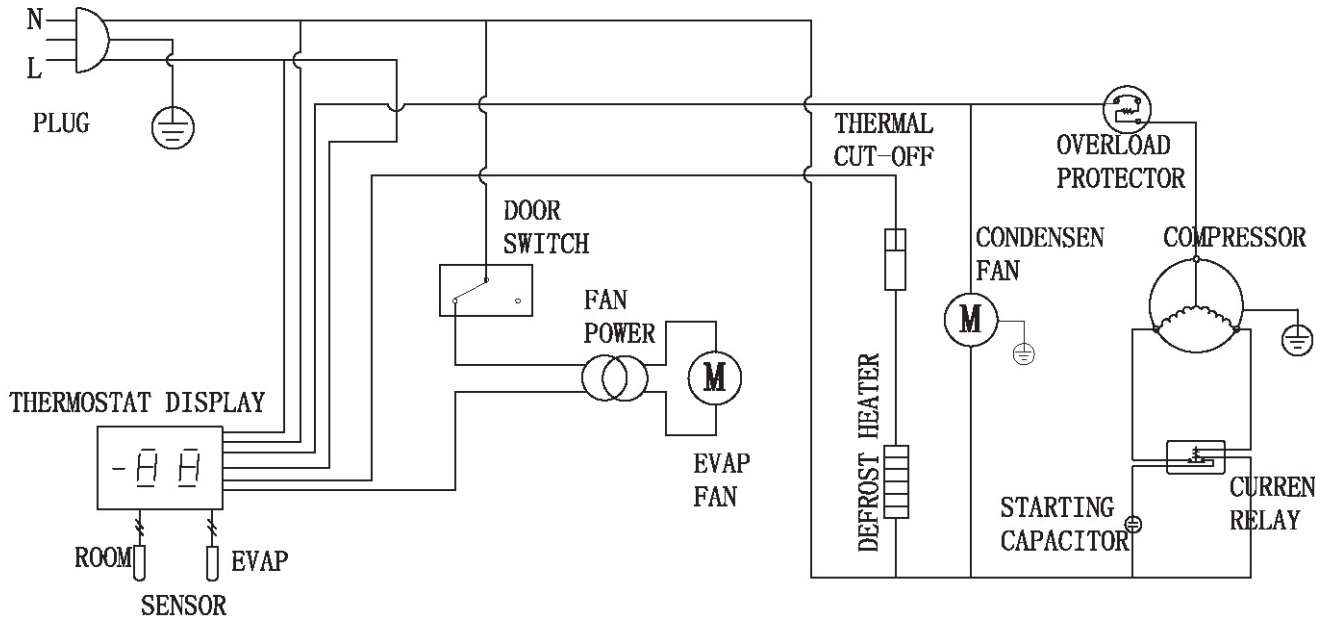 N
L
PLUG
THERMAL
CUT-OFF
OVERLOAD
PROTECTOR
DOOR
SWITCH
CONDENSEN
FAN
COMPRESSOR
FAN
POWER
M
M
THERMOSTAT DISPLAY
-88
EVAP
FAN
DEFROST HEATER
STARTING
CAPACITOR
CURREN
RELAY
ROOM
EVAP
SENSOR